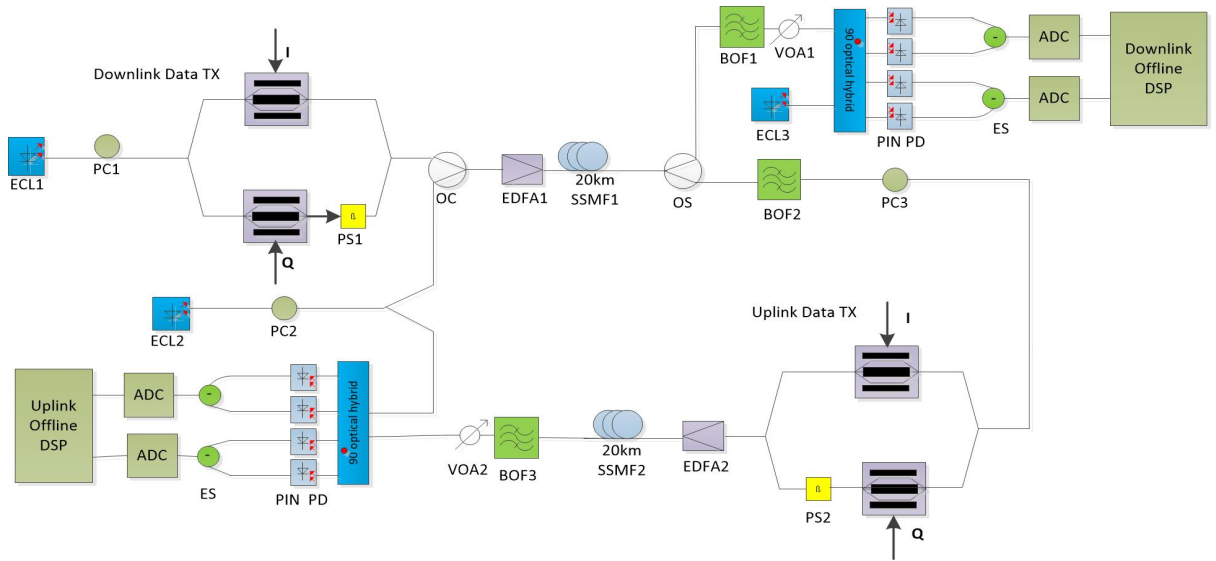 I
Downlink Data TX
ECL1
PC1
Q
ß
PS1
OC
EDFA1
20km
SSMF1
OS
BOF1
VOA1
90 optical hybrid
ECL3
PIN PD
-
-
ES
ADC
ADC
Downlink
Offline
DSP
BOF2
PC3
ECL2
PC2
Uplink Data TX
I
Uplink
Offline
DSP
ADC
ADC
-
-
ES
PIN PD
90 optical hybrid
VOA2
BOF3
20km
SSMF2
EDFA2
ß
PS2
Q